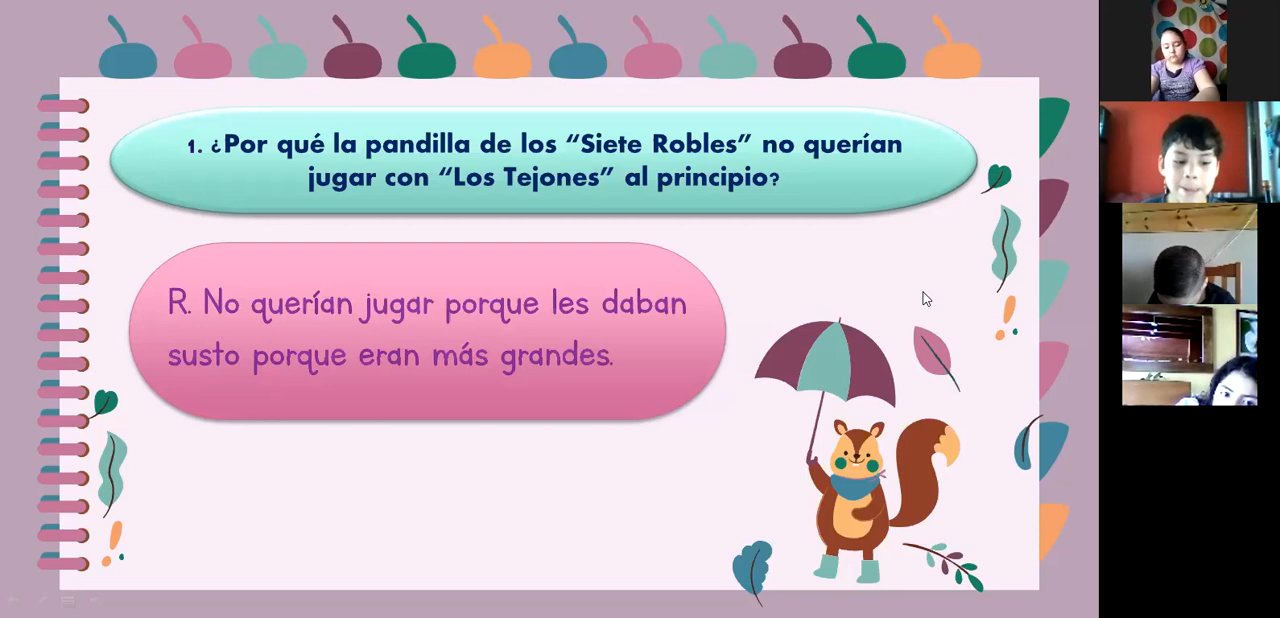 1. ¿Por qué la pandilla de los “Siete Robles” no querían
jugar con “Los Tejones” al principio?
R. No querían jugar porque les daban
susto porque eran más grandes.